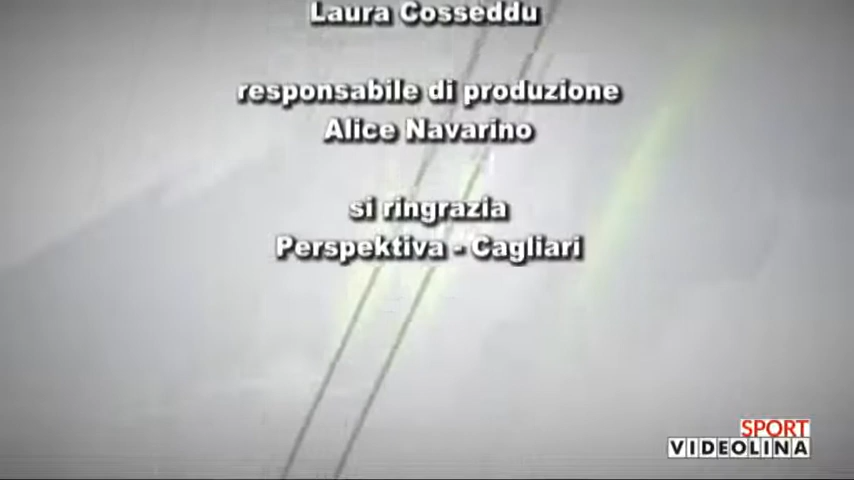 Laura Cosseddu
responsabile di produzione
Alice Navarino
si ringrazia
Perspektiva - Cagliari
SPORT
VIDEOLINA